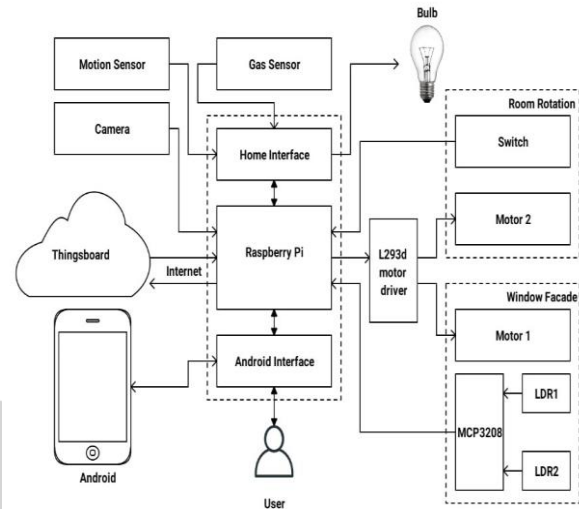 Bulb
Motion Sensor
Gas Sensor
Room Rotation
Camera
Home Interface
Switch
Thingsboard
Internet
Raspberry Pi
L293d
motor
driver
Motor 2
Window Facade
Android Interface
Motor 1
MCP3208
LDR1
LDR2
Android
User